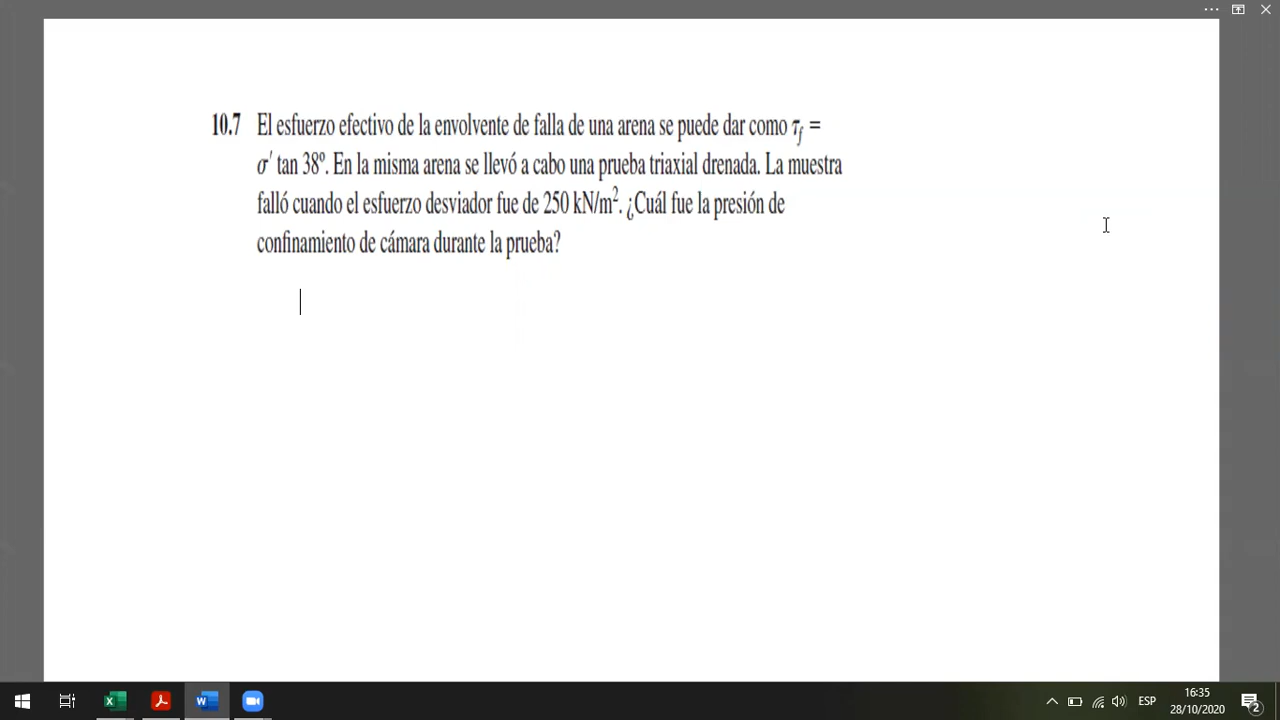 10.7 El esfuerzo efectivo de la envolvente de falla de una arena se puede dar como τf =
σ′ tan 38º. En la misma arena se llevó a cabo una prueba triaxial drenada. La muestra
falló cuando el esfuerzo desviador fue de 250 kN/m². ¿Cuál fue la presión de
confinamiento de cámara durante la prueba?
ESP
16:35
28/10/2020
2